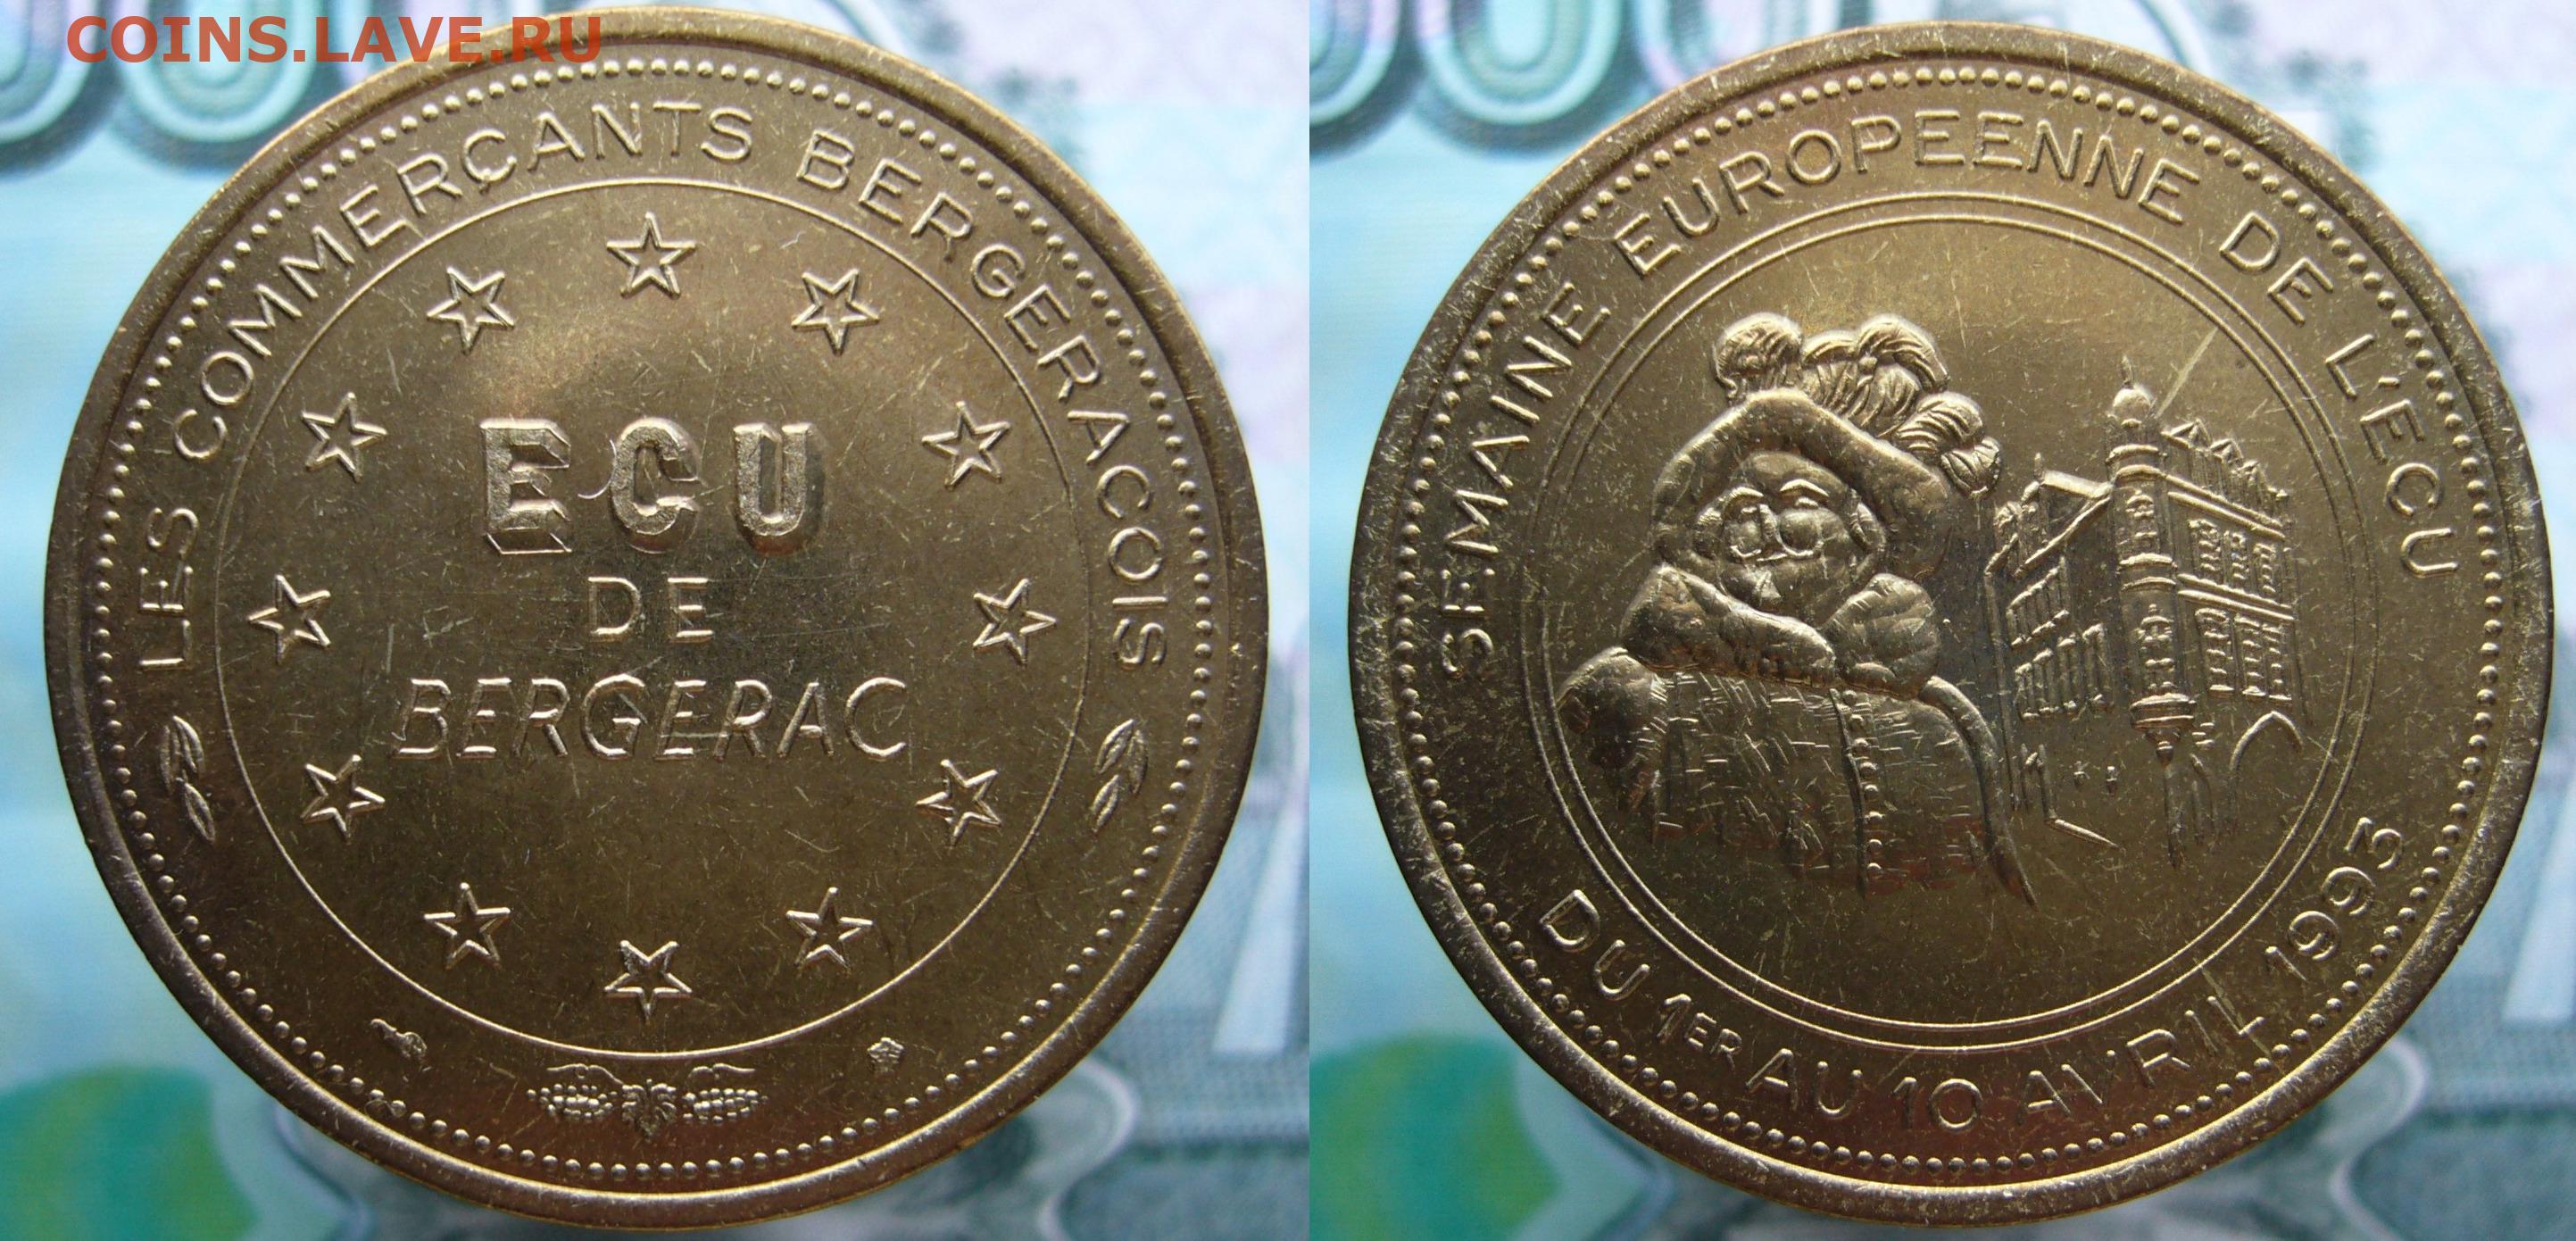 COINS.LAVE.RU
LES COMMERÇANTS BERGERACOIS
ECU
DE
BERGERAC
SEMAINE EUROPEENNE DE L'ECU
DU 1ER AU 10 AVRIL 1993